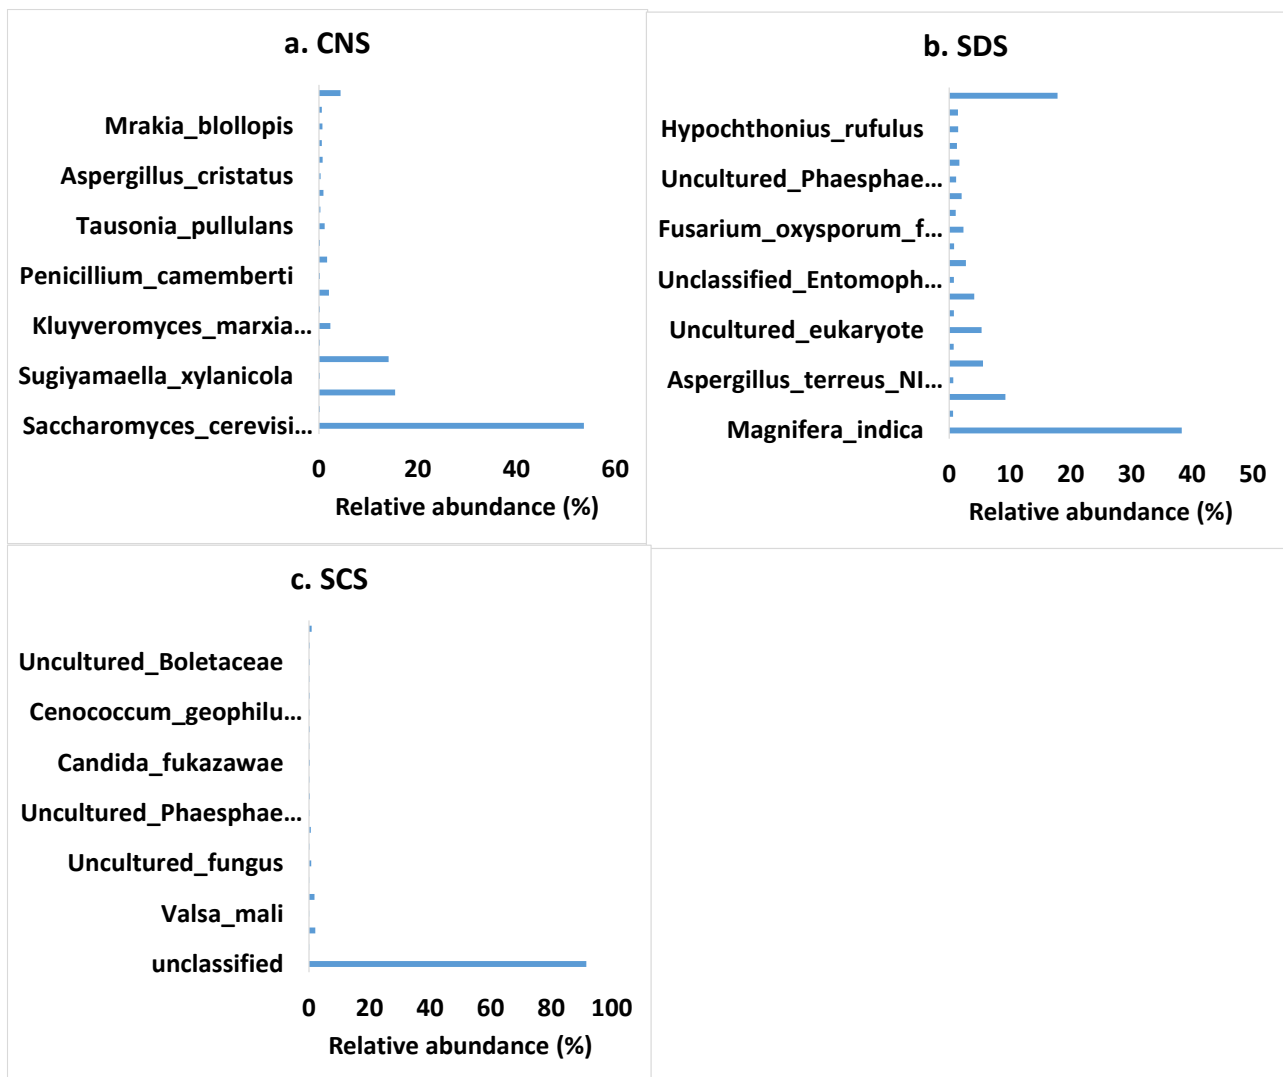 a. CNS
Mrakia_blollopis
Aspergillus_cristatus
Tausonia_pullulans
Penicillium_camemberti
Kluyveromyces_marxia...
Sugiyamaella_xylanicola
Saccharomyces_cerevisi...
0 20 40 60
Relative abundance (%)
b. SDS
Hypochthonius_rufulus
Uncultured_Phaesphae...
Fusarium_oxysporum_f...
Unclassified_Entomoph...
Uncultured_eukaryote
Aspergillus_terreus_NI...
Magnifera_indica
0 10 20 30 40 50
Relative abundance (%)
c. SCS
Uncultured_Boletaceae
Cenococcum_geophilu...
Candida_fukazawae
Uncultured_Phaesphae...
Uncultured_fungus
Valsa_mali
unclassified
0 20 40 60 80 100
Relative abundance (%)